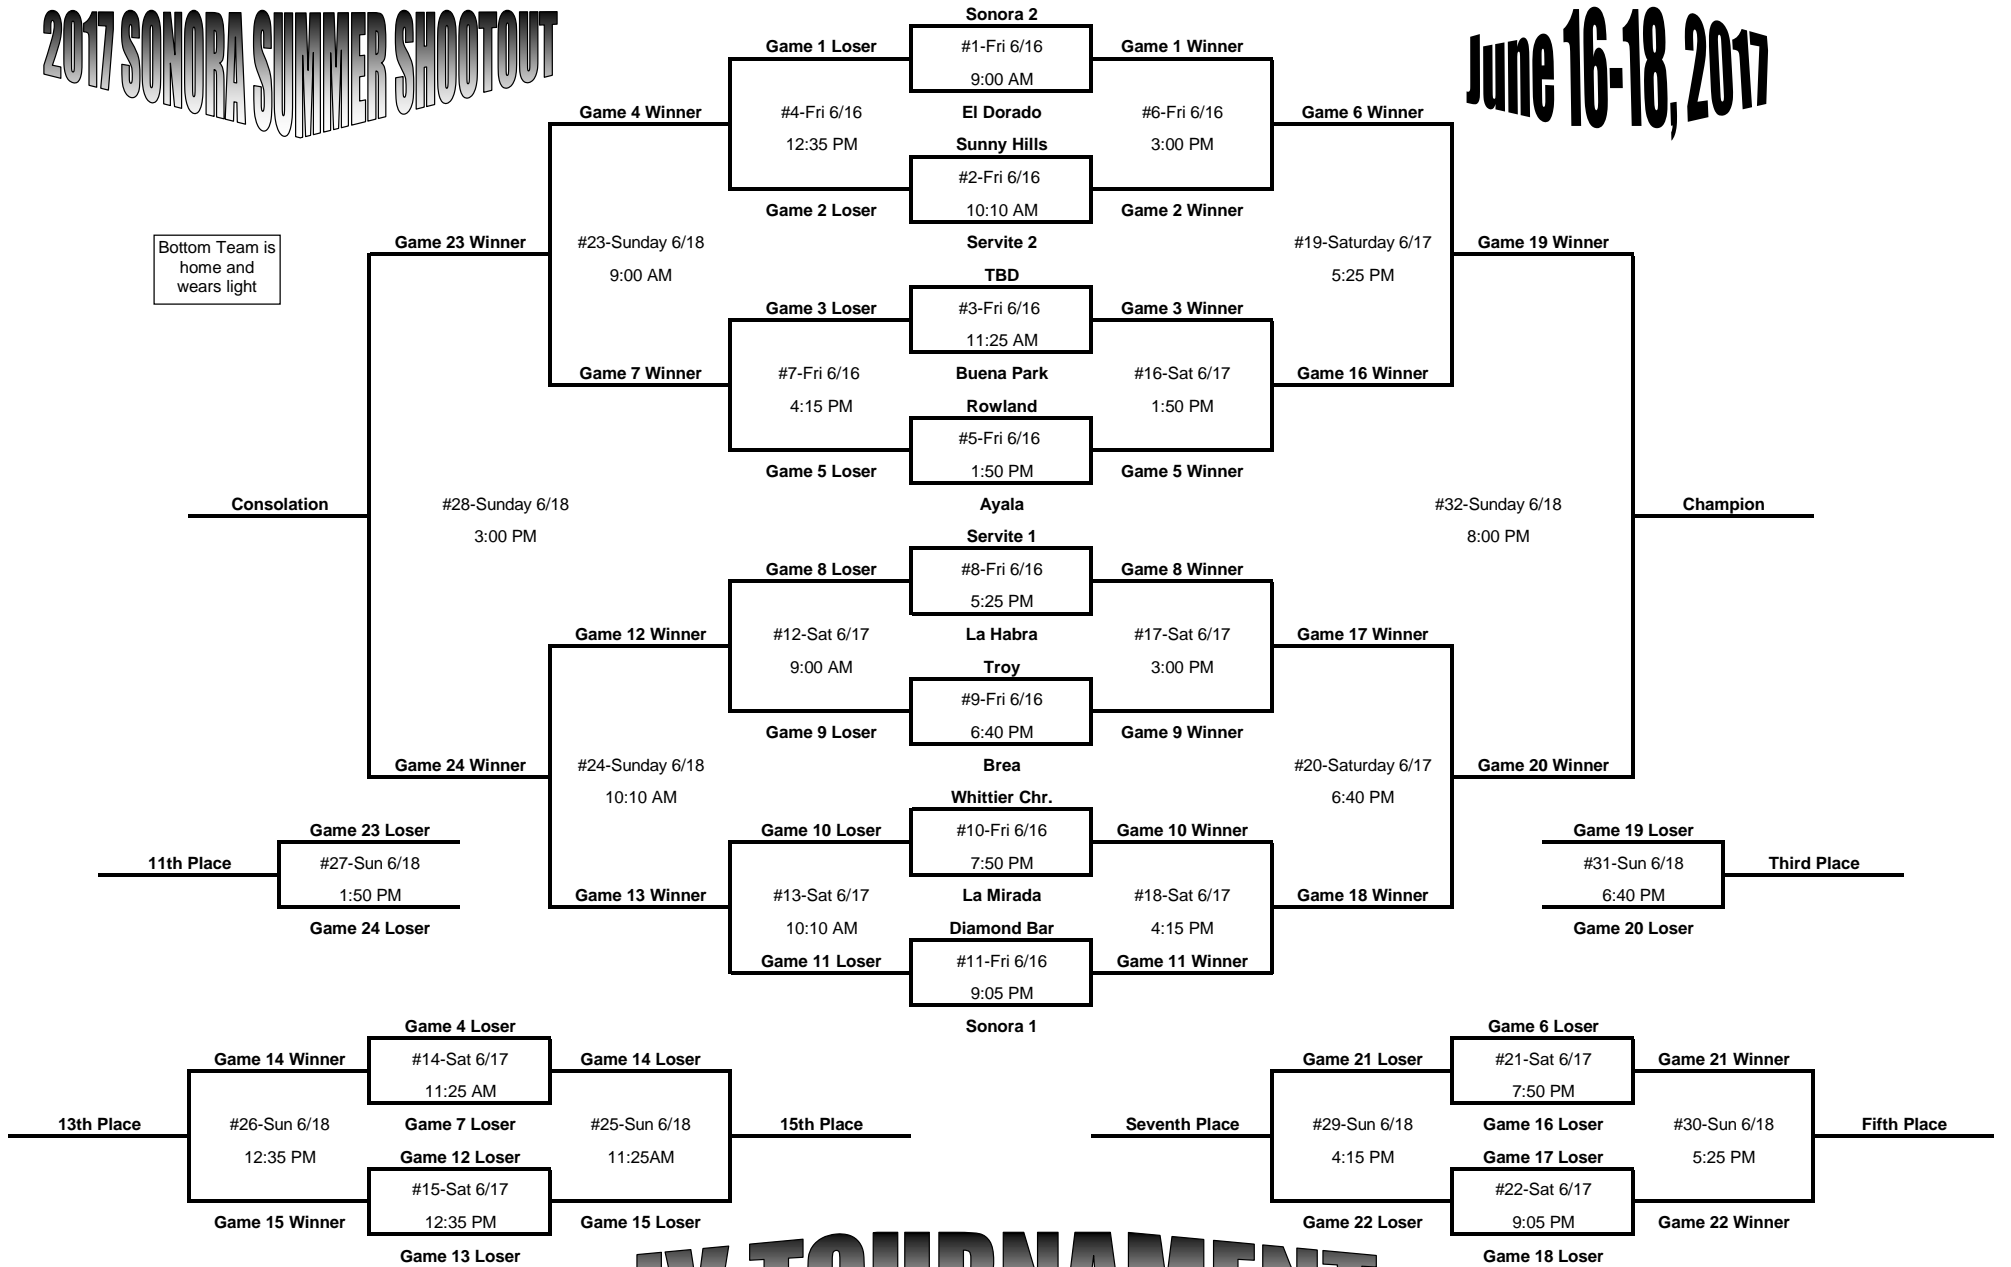 2017 SONORA SUMMER SHOOTOUT
June 16-18, 2017
Sonora 2
Game 1 Loser
#1-Fri 6/16
Game 1 Winner
9:00 AM
Game 4 Winner
#4-Fri 6/16
El Dorado
#6-Fri 6/16
Game 6 Winner
12:35 PM
Sunny Hills
3:00 PM
#2-Fri 6/16
Game 2 Loser
10:10 AM
Game 2 Winner
Bottom Team is
home and
wears light
Game 23 Winner
#23-Sunday 6/18
Servite 2
#19-Saturday 6/17
Game 19 Winner
9:00 AM
TBD
5:25 PM
Game 3 Loser
#3-Fri 6/16
Game 3 Winner
11:25 AM
Game 7 Winner
#7-Fri 6/16
Buena Park
#16-Sat 6/17
Game 16 Winner
4:15 PM
Rowland
1:50 PM
#5-Fri 6/16
Game 5 Loser
1:50 PM
Game 5 Winner
Consolation
#28-Sunday 6/18
Ayala
#32-Sunday 6/18
Champion
3:00 PM
Servite 1
8:00 PM
Game 8 Loser
#8-Fri 6/16
Game 8 Winner
5:25 PM
Game 12 Winner
#12-Sat 6/17
La Habra
#17-Sat 6/17
Game 17 Winner
9:00 AM
Troy
3:00 PM
#9-Fri 6/16
Game 9 Loser
6:40 PM
Game 9 Winner
Game 24 Winner
#24-Sunday 6/18
Brea
#20-Saturday 6/17
Game 20 Winner
10:10 AM
Whittier Chr.
6:40 PM
Game 23 Loser
Game 10 Loser
#10-Fri 6/16
Game 10 Winner
Game 19 Loser
11th Place
#27-Sun 6/18
7:50 PM
#31-Sun 6/18
Third Place
1:50 PM
Game 13 Winner
#13-Sat 6/17
La Mirada
#18-Sat 6/17
Game 18 Winner
6:40 PM
Game 24 Loser
10:10 AM
Diamond Bar
4:15 PM
Game 20 Loser
Game 11 Loser
#11-Fri 6/16
Game 11 Winner
9:05 PM
Game 4 Loser
Sonora 1
Game 6 Loser
Game 14 Winner
#14-Sat 6/17
Game 14 Loser
Game 21 Loser
#21-Sat 6/17
Game 21 Winner
11:25 AM
7:50 PM
13th Place
#26-Sun 6/18
Game 7 Loser
#25-Sun 6/18
15th Place
Seventh Place
#29-Sun 6/18
Game 16 Loser
#30-Sun 6/18
Fifth Place
12:35 PM
Game 12 Loser
11:25AM
4:15 PM
Game 17 Loser
5:25 PM
#15-Sat 6/17
#22-Sat 6/17
Game 15 Winner
12:35 PM
Game 15 Loser
Game 22 Loser
9:05 PM
Game 22 Winner
Game 13 Loser
JV TOURNAMENT
Game 18 Loser